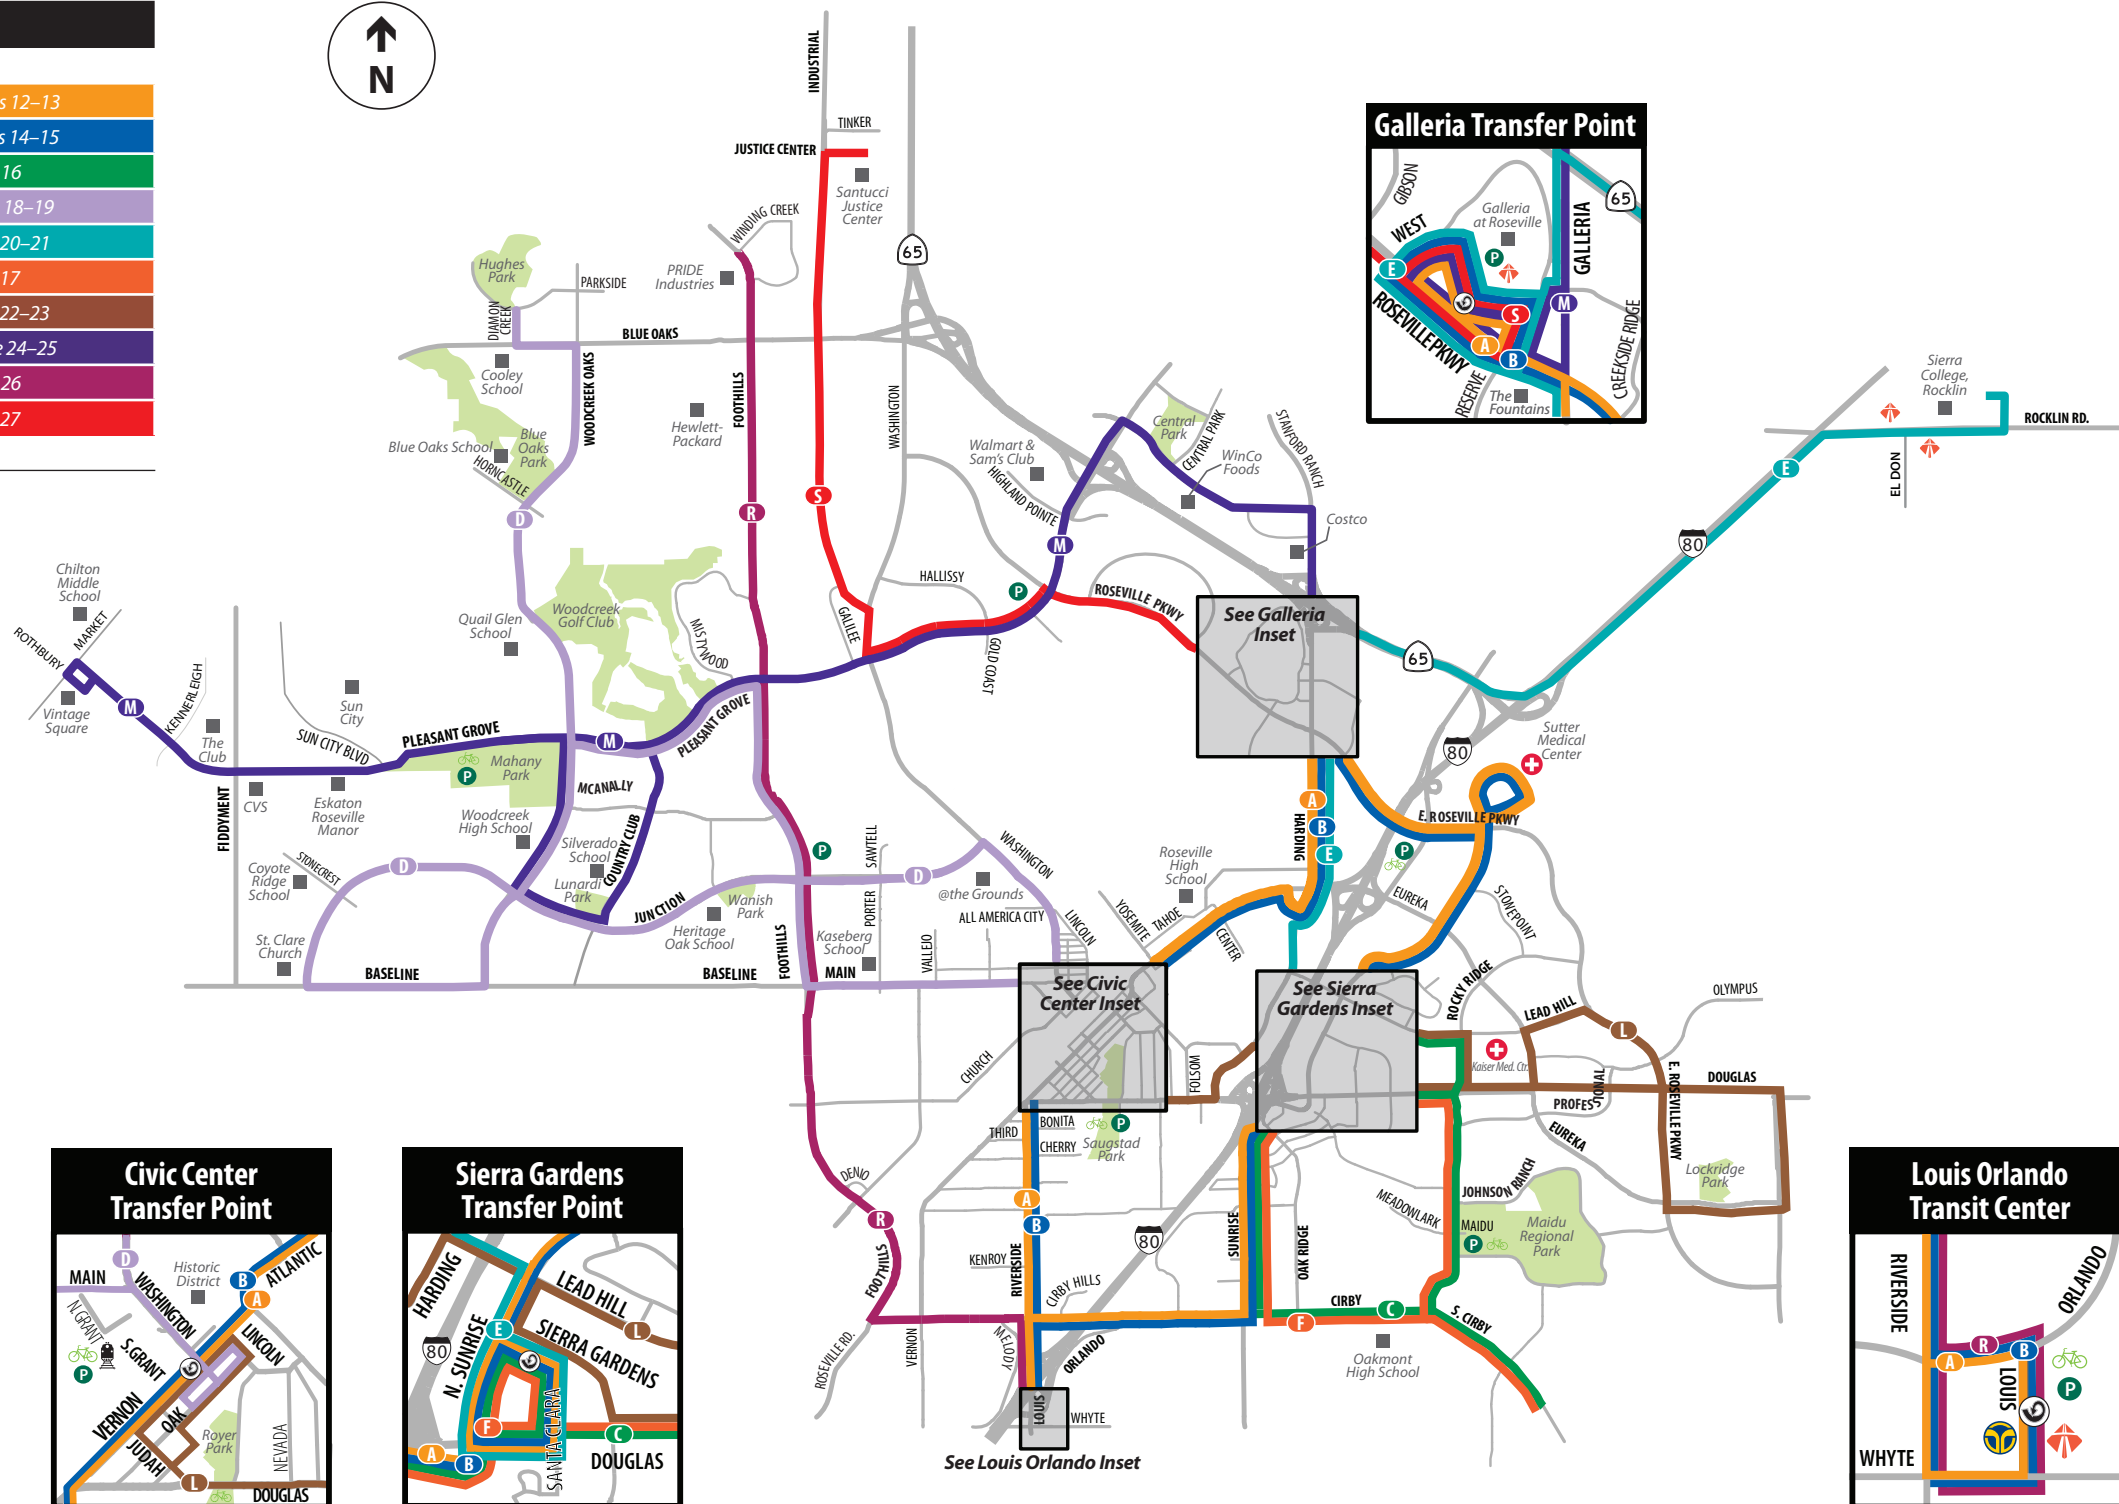 s 12–13
s 14–15
16
18–19
20–21
17
22–23
e 24–25
26
27
N
INDUSTRIAL
TINKER
JUSTICE CENTER
Santucci
Justice
Center
WINDING CREEK
PRIDE
Industries
65
Hughes
Park
PARKSIDE
DIAMON
CREEK
BLUE OAKS
Cooley
School
WOODCREEK OAKS
FOOTHILLS
WASHINGTON
Hewlett-
Packard
Blue Oaks School
Blue
Oaks
Park
HORNCASTLE
D
R
S
Walmart &
Sam's Club
HIGHLAND POINTE
Central
Park
CENTRAL PARK
WinCo
Foods
STANFORD RANCH
Costco
M
P
HALLISSY
ROSEVILLE PKWY
GALILEE
GOLD COAST
See Galleria
Inset
Galleria Transfer Point
GIBSON
WEST
Galleria
at Roseville
P
GALLERIA
65
E
M
S
A
B
ROSEVILLE PKWY
RESERVE
The
Fountains
CREEKSIDE RIDGE
Sierra
College,
Rocklin
ROCKLIN RD.
EL DON
E
80
65
80
Chilton
Middle
School
ROTHBURY
MARKET
Vintage
Square
M
KENNERLEIGH
The
Club
FIDDYMENT
CVS
Sun
City
SUN CITY BLVD
Eskaton
Roseville
Manor
PLEASANT GROVE
Quail Glen
School
Woodcreek
Golf Club
MISTYWOOD
PLEASANT GROVE
M
Mahany
Park
P
MCANALLY
Woodcreek
High School
Silverado
School
COUNTRY CLUB
Lunardi
Park
Coyote
Ridge
School
STONECREST
D
St. Clare
Church
BASELINE
JUNCTION
Wanish
Park
Heritage
Oak School
BASELINE
FOOTHILLS
P
SAWTELL
PORTER
Kaseberg
School
MAIN
D
@the Grounds
WASHINGTON
ALL AMERICA CITY
VALLEJO
LINCOLN
YOSEMITE
TAHOE
CENTER
Roseville
High
School
HARDING
A
B
E
Sutter
Medical
Center
E. ROSEVILLE PKWY
P
EUREKA
STONEPOINT
ROCKY RIDGE
See Civic
Center Inset
See Sierra
Gardens Inset
LEAD HILL
L
OLYMPUS
Kaiser Med. Ctr.
DOUGLAS
PROFES
SIONAL
EUREKA
E. ROSEVILLE PKWY
Lockridge
Park
CHURCH
FOLSOM
THIRD
BONITA
CHERRY
P
Saugstad
Park
A
B
DENIO
R
FOOTHILLS
KENROY
RIVERSIDE
CIRBY HILLS
80
SUNRISE
OAK RIDGE
JOHNSON RANCH
MEADOWLARK
MAIDU
P
Maidu
Regional
Park
CIRBY
C
F
S. CIRBY
Oakmont
High School
ROSEVILLE RD.
VERNON
MELODY
ORLANDO
LOUIS
WHYTE
See Louis Orlando Inset
Civic Center
Transfer Point
D
MAIN
WASHINGTON
Historic
District
B
A
ATLANTIC
N. GRANT
S. GRANT
P
LINCOLN
VERNON
OAK
JUDAH
Royer
Park
NEVADA
L
DOUGLAS
Sierra Gardens
Transfer Point
HARDING
LEAD HILL
L
E
SIERRA GARDENS
80
N. SUNRISE
SANTA CLARA
F
C
A
B
DOUGLAS
Louis Orlando
Transit Center
RIVERSIDE
ORLANDO
R
B
A
LOUIS
P
WHYTE